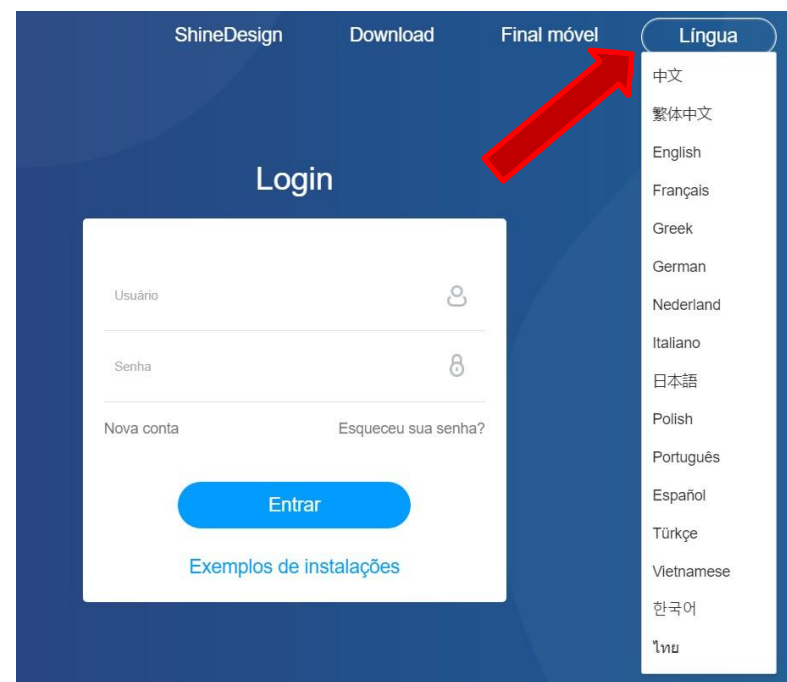 ShineDesign Download Final móvel Língua
中文
繁体中文
English
Français
Greek
German
Nederland
Italiano
日本語
Polish
Português
Español
Türkçe
Vietnamese
한국어
ไทย
Login
Usuário
Senha
Nova conta Esqueceu sua senha?
Entrar
Exemplos de instalações